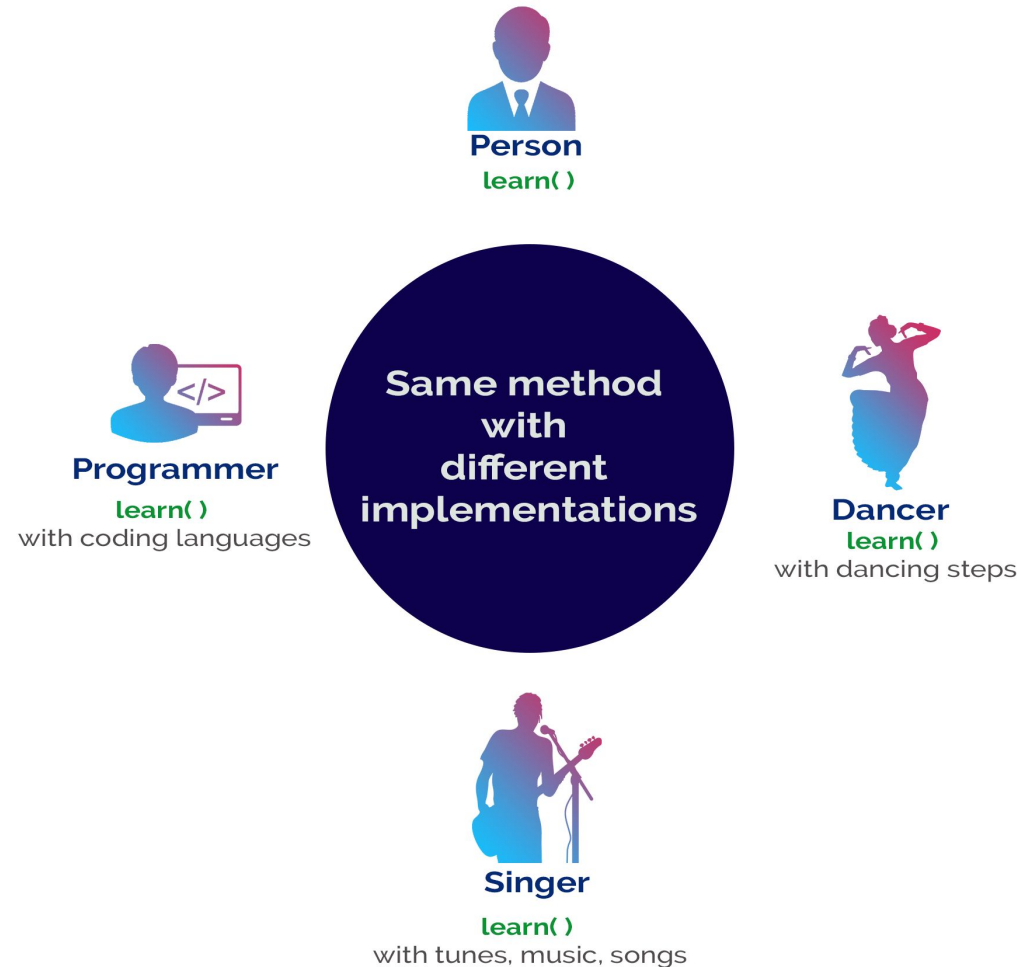 Person
learn( )
Same method
with
different
implementations
</>
Programmer
learn( )
with coding languages
Dancer
learn( )
with dancing steps
Singer
learn( )
with tunes, music, songs